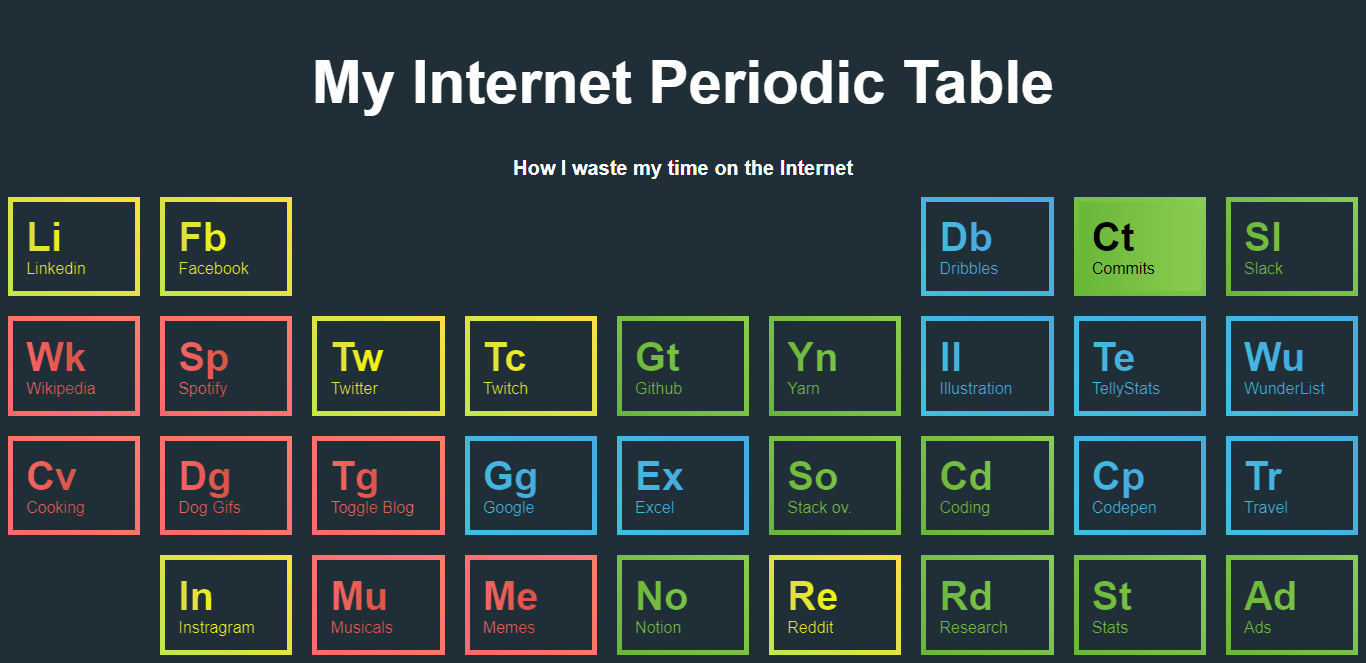 My Internet Periodic Table
How I waste my time on the Internet
Li
Linkedin
Fb
Facebook
Db
Dribbles
Ct
Commits
Sl
Slack
Wk
Wikipedia
Sp
Spotify
Tw
Twitter
Tc
Twitch
Gt
Github
Yn
Yarn
Il
Illustration
Te
TellyStats
Wu
WunderList
Cv
Cooking
Dg
Dog Gifs
Tg
Toggle Blog
Gg
Google
Ex
Excel
So
Stack ov.
Cd
Coding
Cp
Codepen
Tr
Travel
In
Instragram
Mu
Musicals
Me
Memes
No
Notion
Re
Reddit
Rd
Research
St
Stats
Ad
Ads